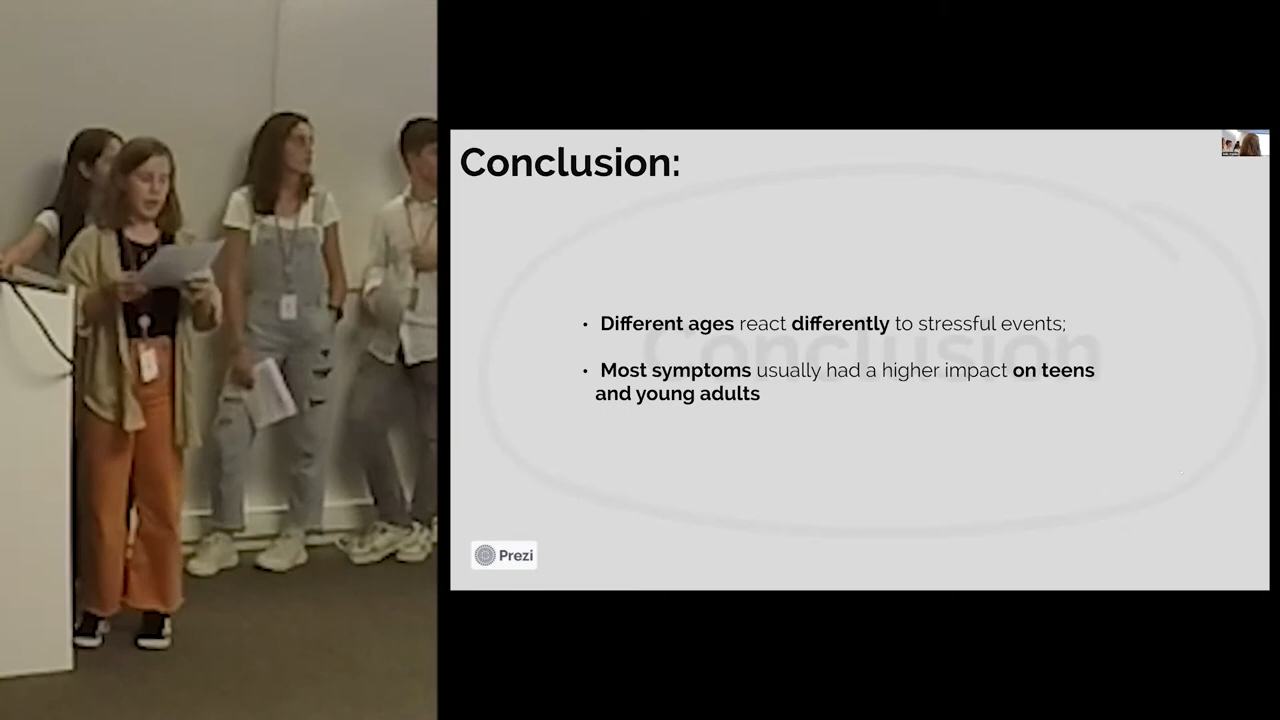 Conclusion:
• Different ages react differently to stressful events;
• Most symptoms usually had a higher impact on teens
and young adults
Conclusion
Prezi